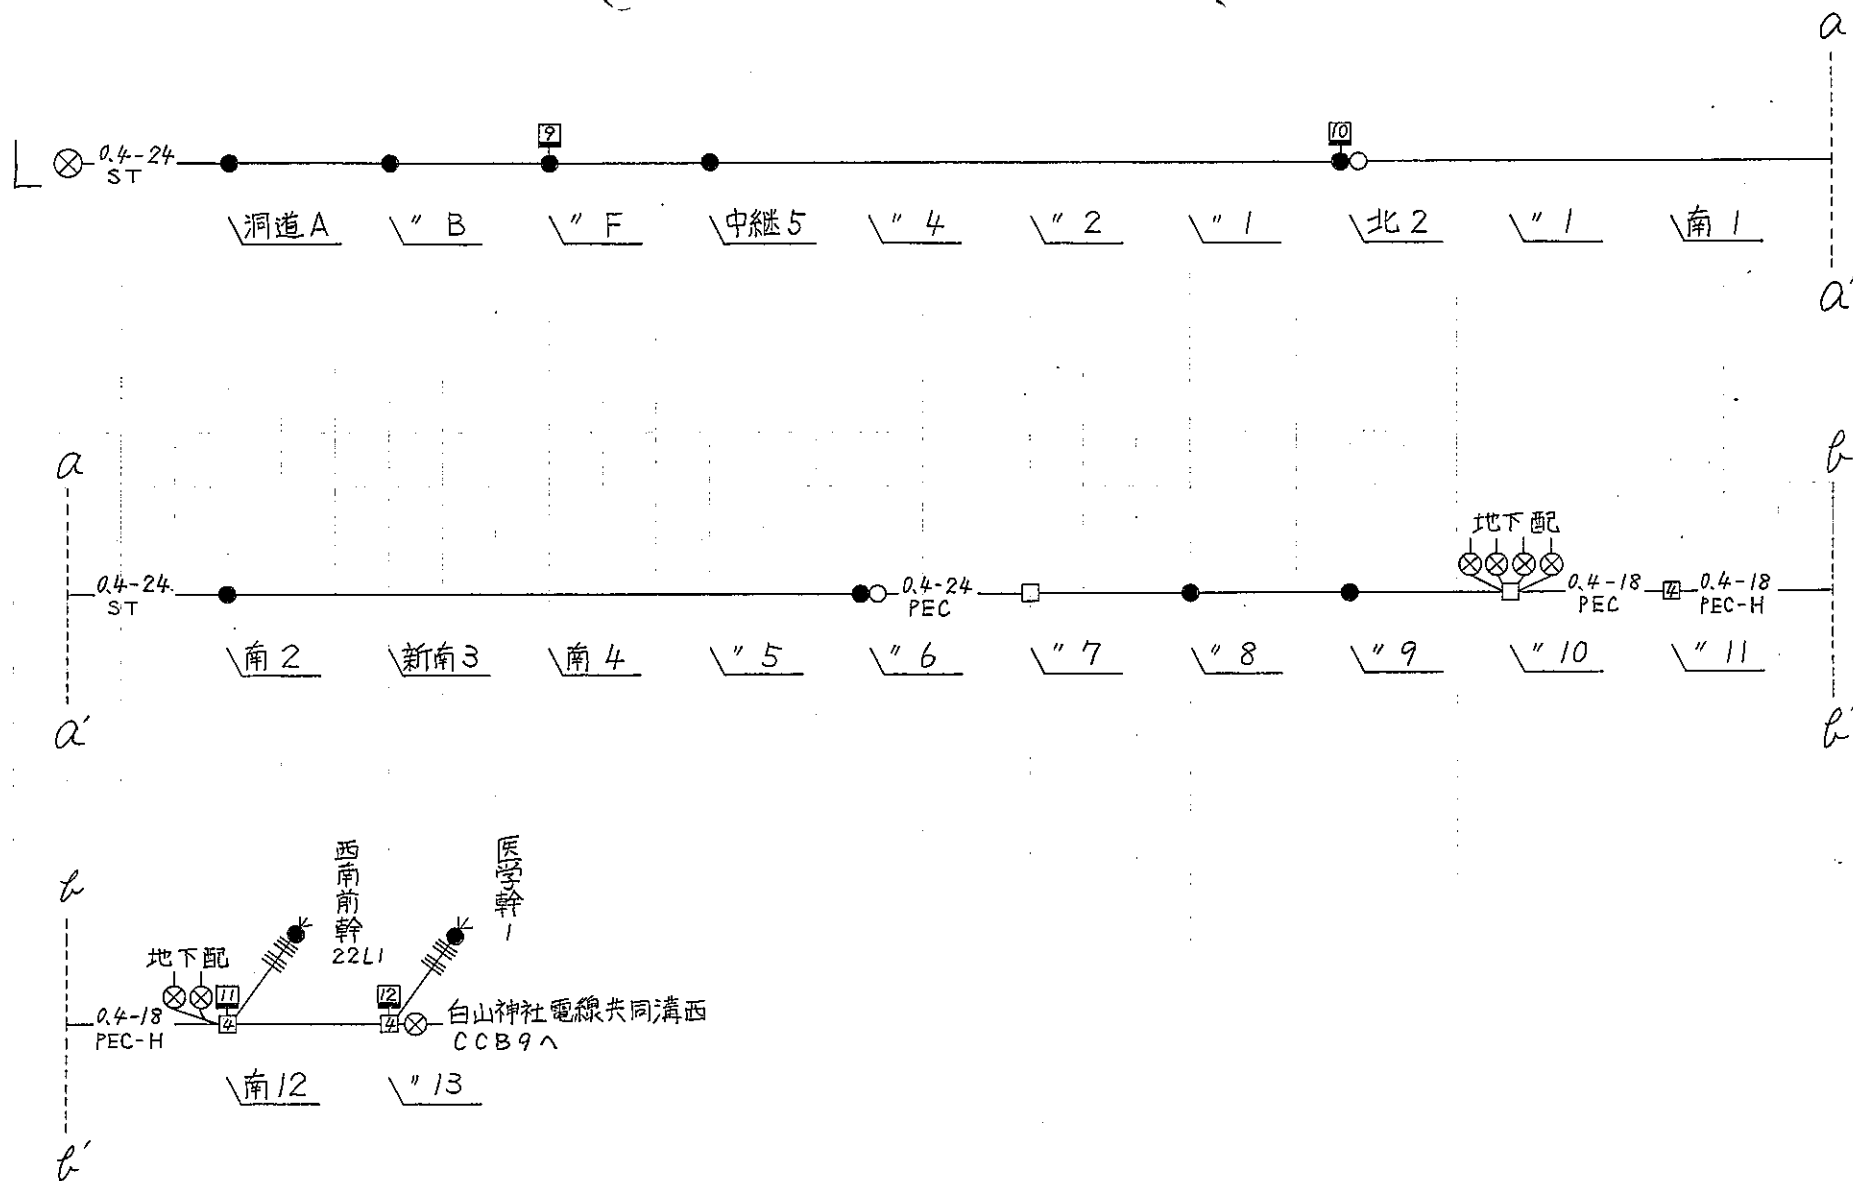 a
L 0.4-24 ST 9 10
洞道A 〃B 〃F 中継5 〃4 〃2 〃1 北2 〃1 南1
a'
a b
地下配
0.4-24 ST 0.4-24 PEC 0.4-18 PEC 4 0.4-18 PEC-H
南2 新南3 南4 〃5 〃6 〃7 〃8 〃9 〃10 〃11
a' b'
b
西南前幹22L1
医学幹1
地下配
11 12
0.4-18 PEC-H 4 4 白山神社電線共同溝西
CCB9へ
南12 〃13
b'